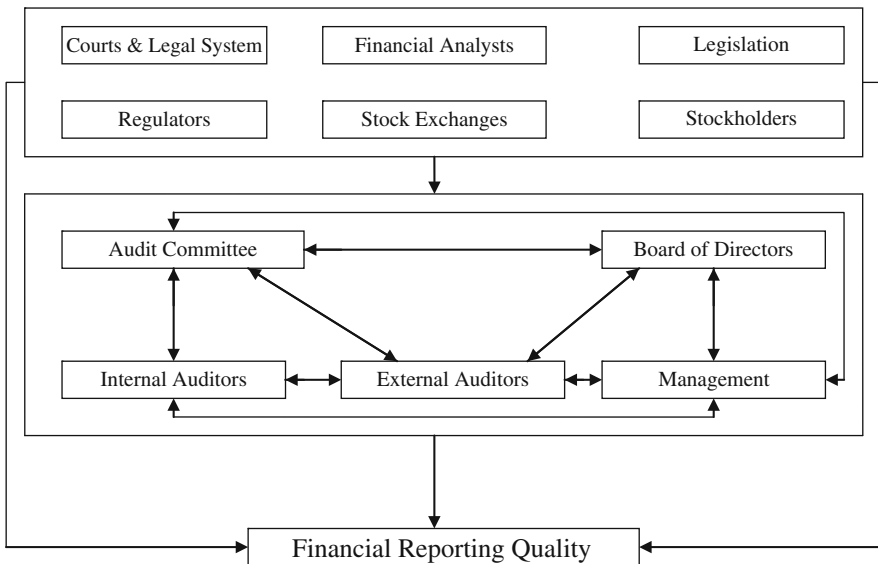 Courts & Legal System
Financial Analysts
Legislation
Regulators
Stock Exchanges
Stockholders
Audit Committee
Board of Directors
Internal Auditors
External Auditors
Management
Financial Reporting Quality